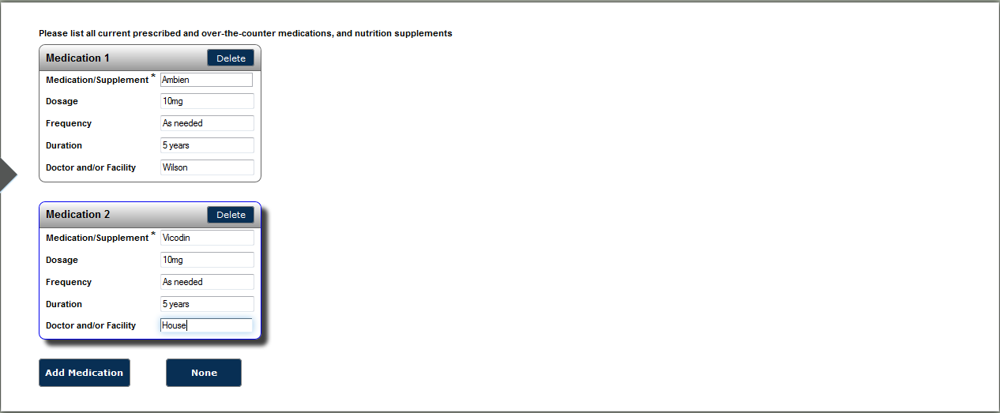 Please list all current prescribed and over-the-counter medications, and nutrition supplements
Medication 1 Delete
Medication/Supplement * Ambien
Dosage 10mg
Frequency As needed
Duration 5 years
Doctor and/or Facility Wilson
Medication 2 Delete
Medication/Supplement * Vicodin
Dosage 10mg
Frequency As needed
Duration 5 years
Doctor and/or Facility House
Add Medication None